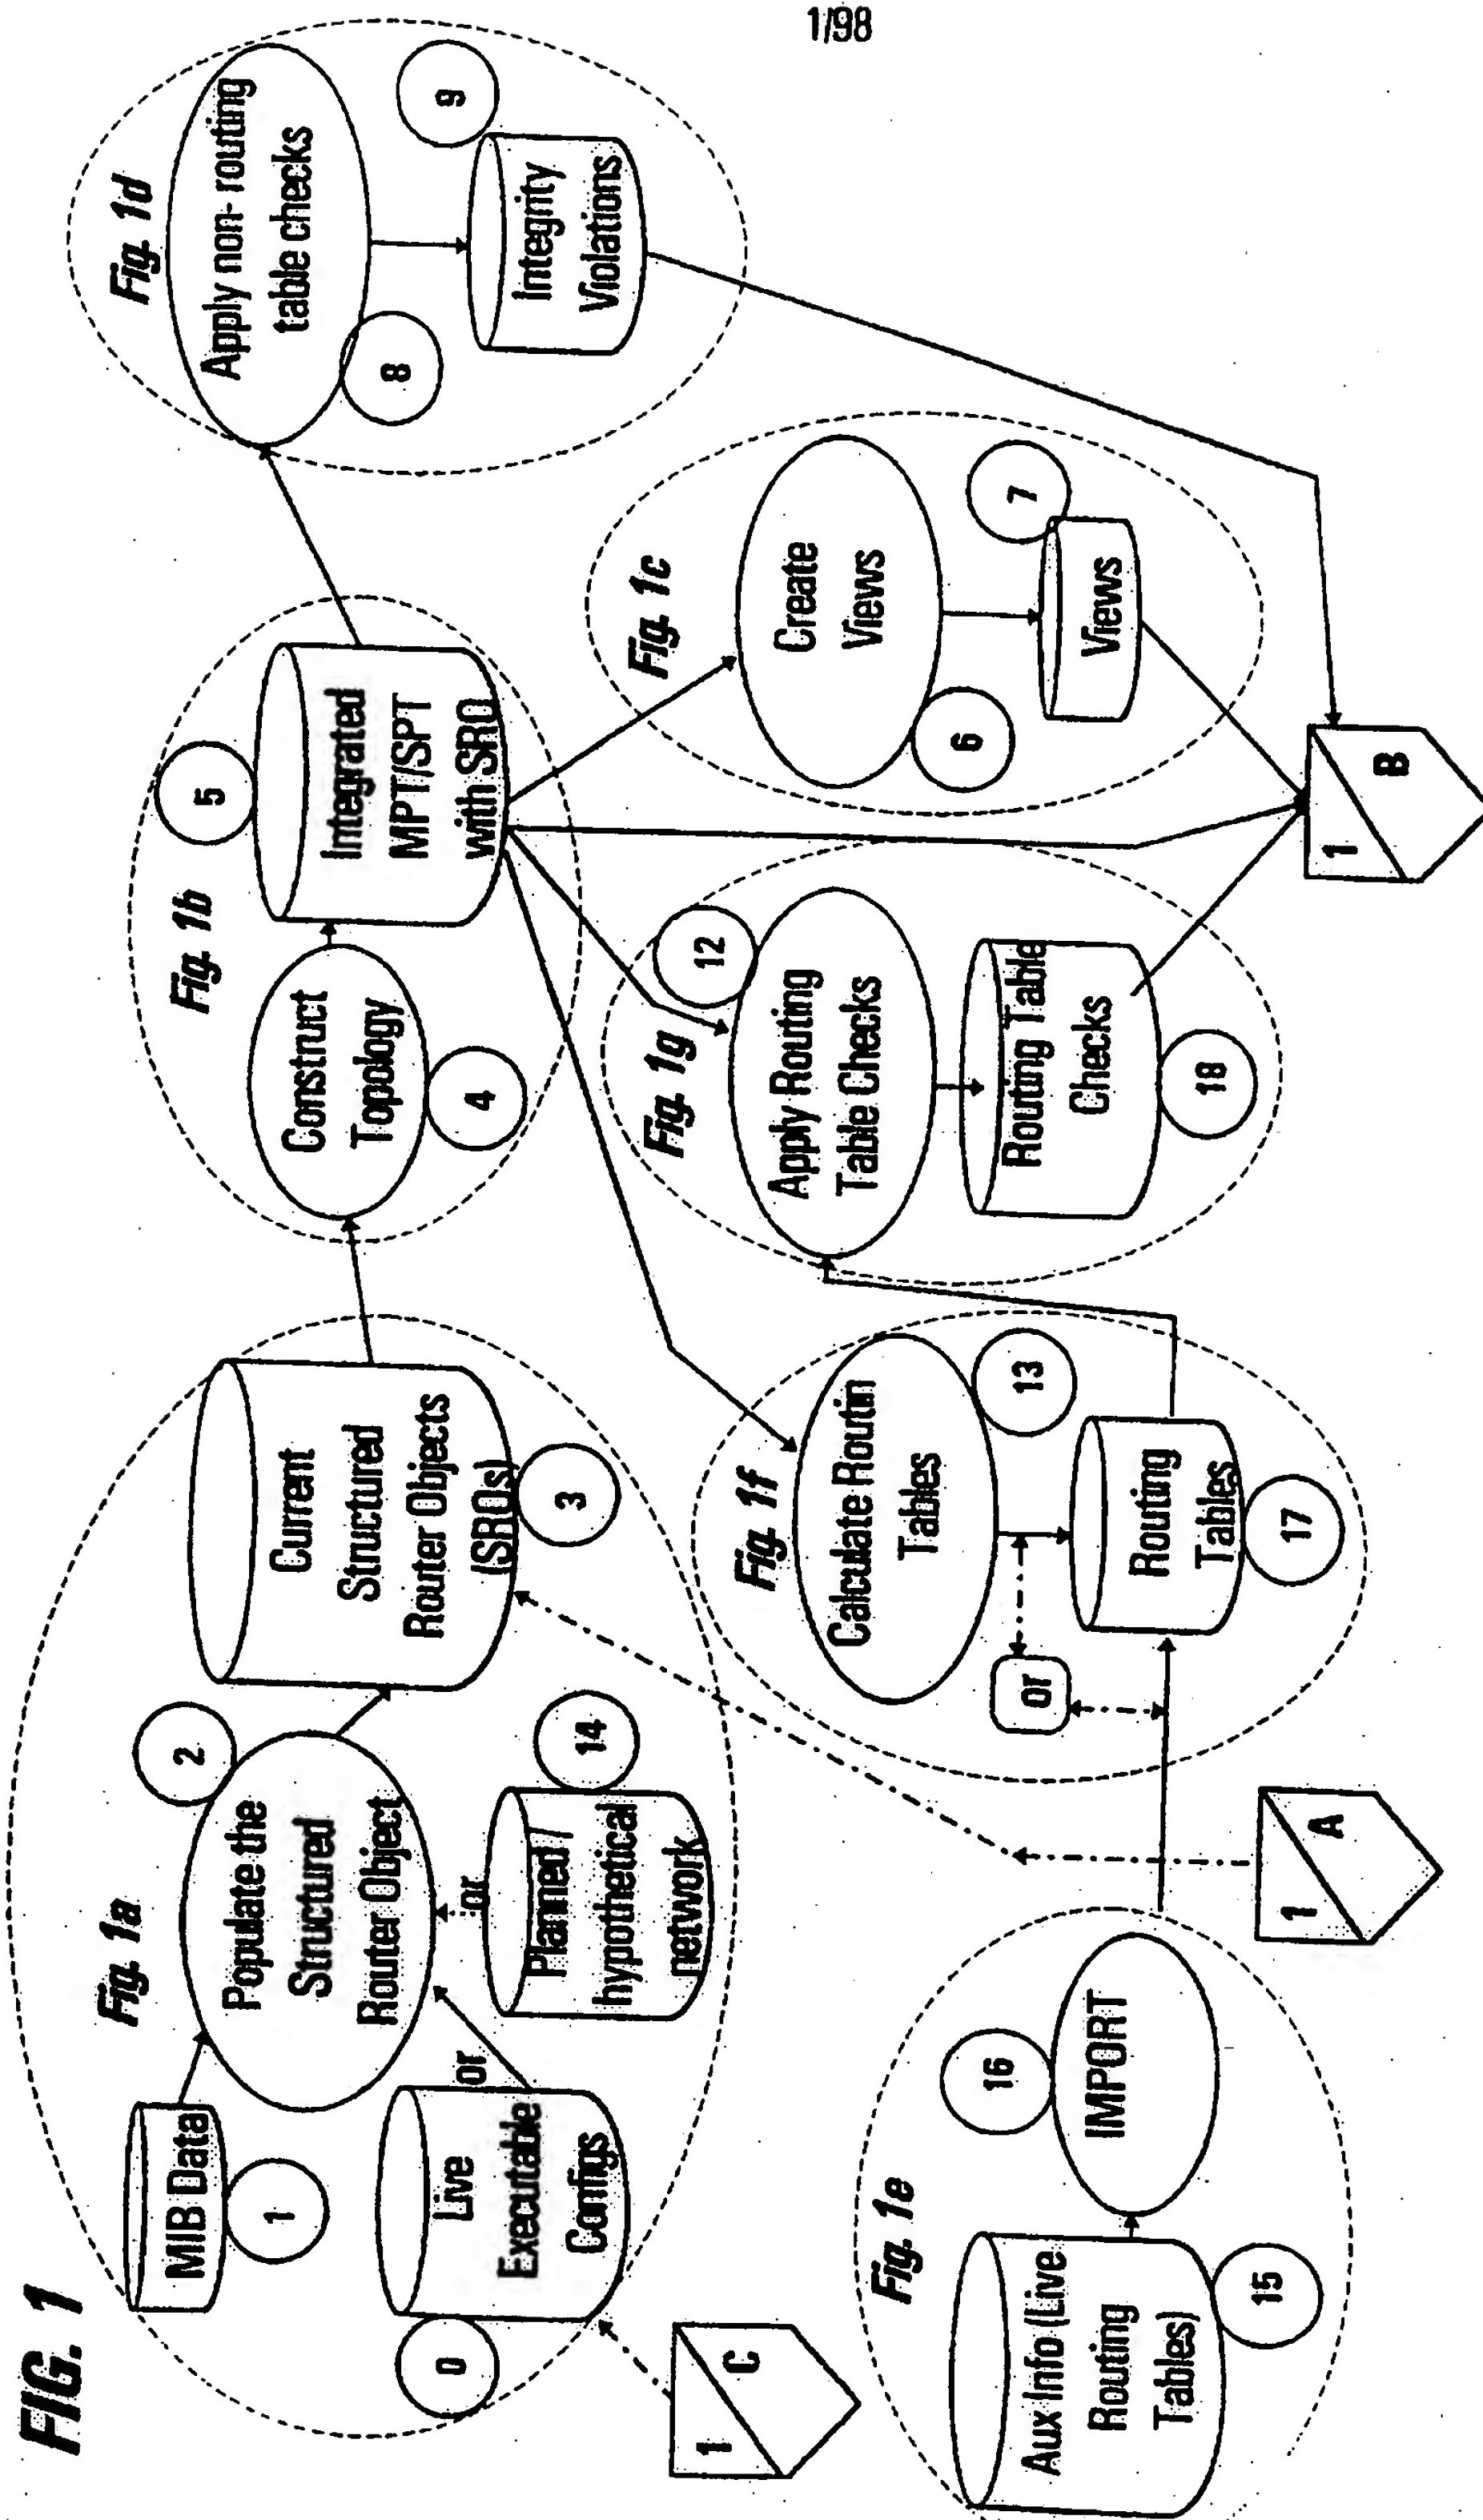 1/98
FIG. 1
Fig. 1a
MIB Data
1
Populate the
Structured
Router Object
2
Current
Structured
Router Objects
(SROs)
3
0
Live
Executable
Configs
or
or
Planned /
hypothetical
network
14
1
C
Fig. 1b
Construct
Topology
4
5
Integrated
MPT/SPT
with SRO
Fig. 1d
Apply non-routing
table checks
8
9
Integrity
Violations
Fig. 1c
Create
Views
6
7
Views
Fig. 1g
12
Apply Routing
Table Checks
Routing Table
Checks
18
1
B
Fig. 1f
Calculate Routin
Tables
13
or
Routing
Tables
17
Fig. 1e
Aux Info (Live
Routing
Tables)
15
16
IMPORT
1
A